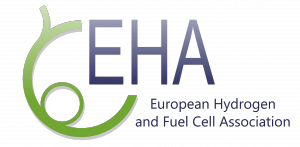 EHA
European Hydrogen
and Fuel Cell Association